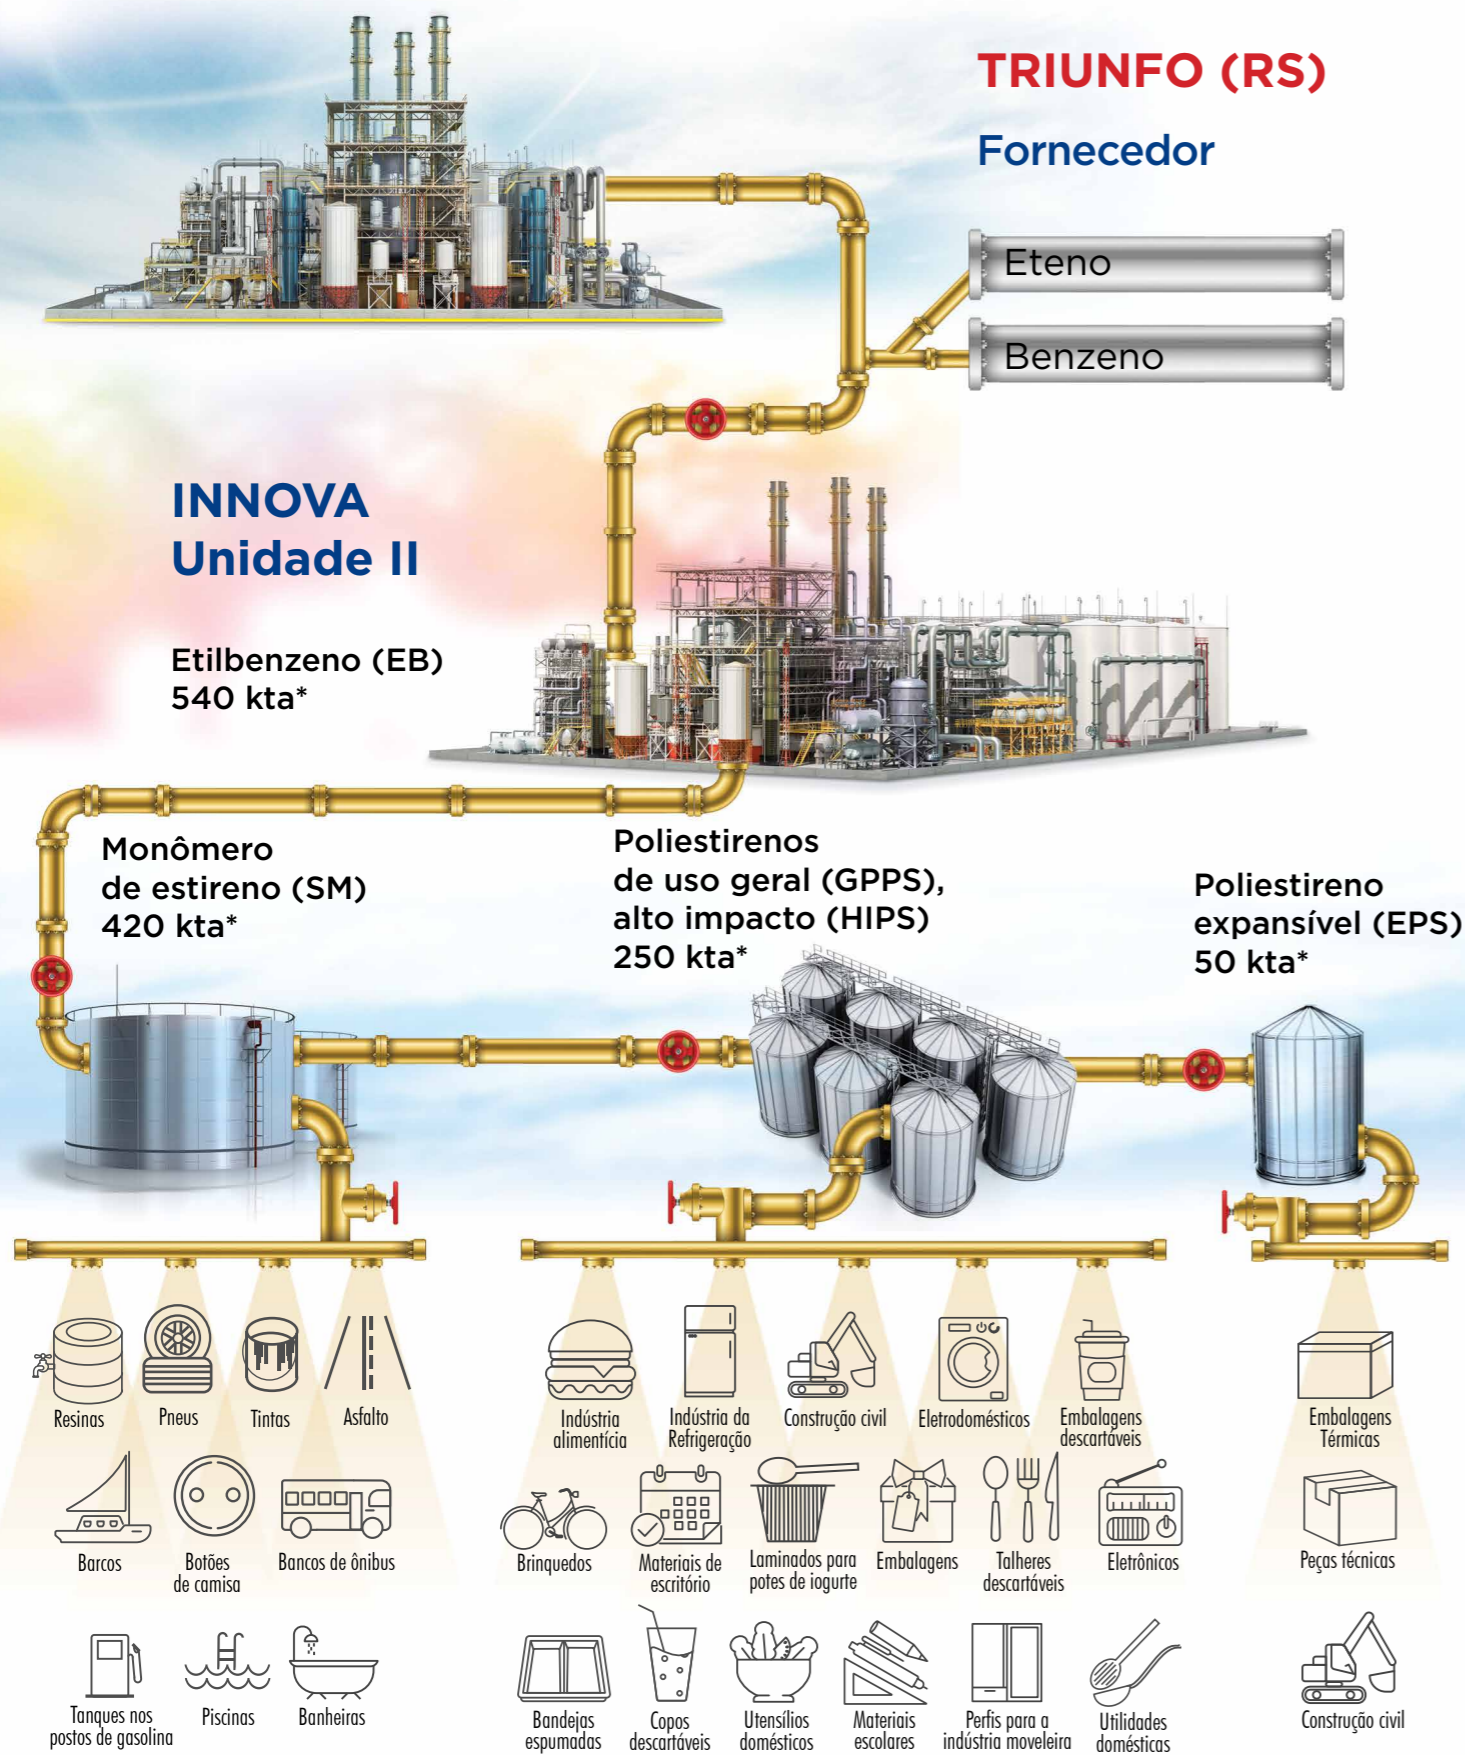 TRIUNFO (RS)
Fornecedor
Eteno
Benzeno
INNOVA
Unidade II
Etilbenzeno (EB)
540 kta*
Monômero
de estireno (SM)
420 kta*
Poliestirenos
de uso geral (GPPS),
alto impacto (HIPS)
250 kta*
Poliestireno
expansível (EPS)
50 kta*
Resinas
Pneus
Tintas
Asfalto
Barcos
Botões
de camisa
Bancos de ônibus
Tanques nos
postos de gasolina
Piscinas
Banheiras
Indústria
alimentícia
Indústria da
Refrigeração
Construção civil
Eletrodomésticos
Embalagens
descartáveis
Brinquedos
Materiais de
escritório
Laminados para
potes de iogurte
Embalagens
Talheres
descartáveis
Eletrônicos
Bandejas
espumadas
Copos
descartáveis
Utensílios
domésticos
Materiais
escolares
Perfis para a
indústria moveleira
Utilidades
domésticas
Embalagens
Térmicas
Peças técnicas
Construção civil